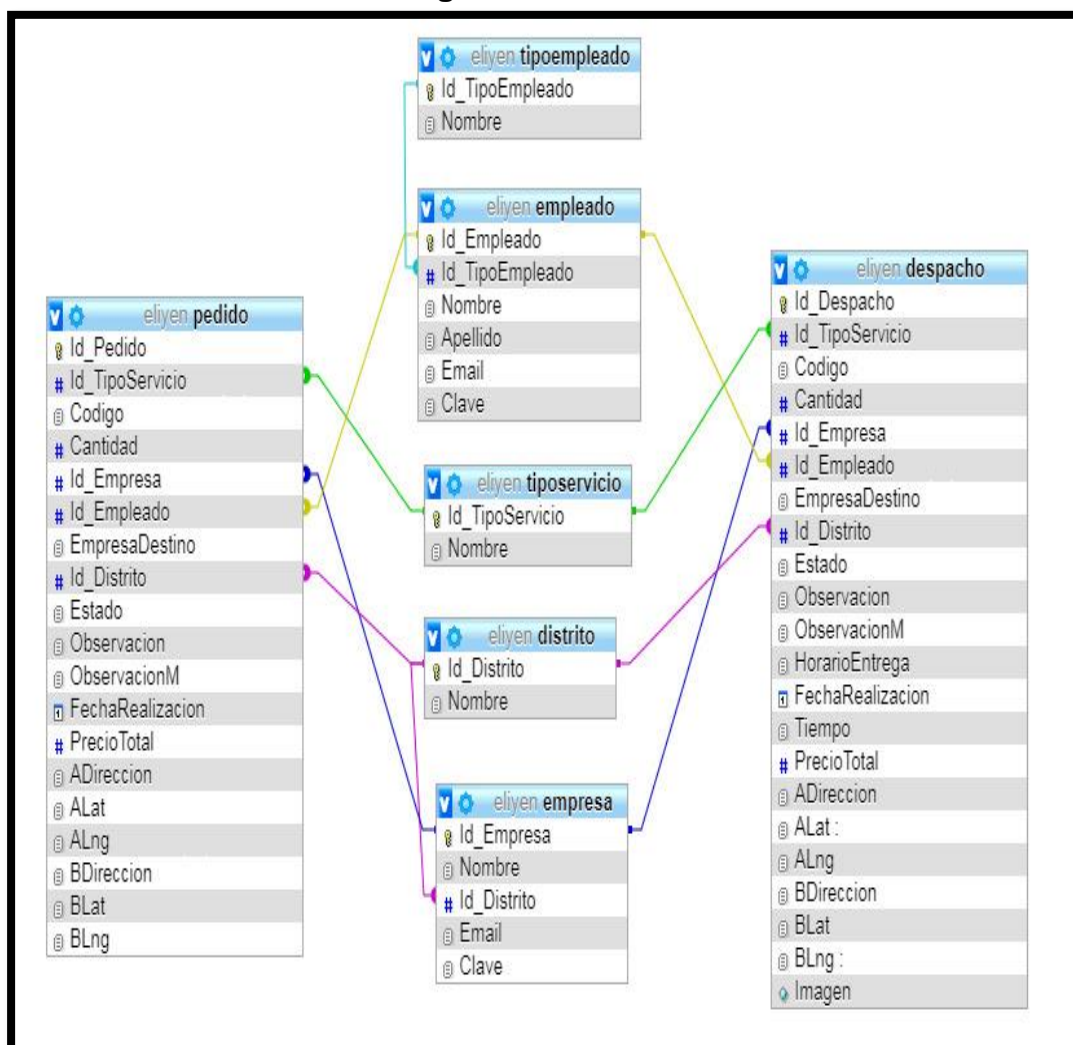 eliyen tipoempleado
Id_TipoEmpleado
Nombre
eliyen empleado
Id_Empleado
Id_TipoEmpleado
Nombre
Apellido
Email
Clave
eliyen pedido
Id_Pedido
Id_TipoServicio
Codigo
Cantidad
Id_Empresa
Id_Empleado
EmpresaDestino
Id_Distrito
Estado
Observacion
ObservacionM
FechaRealizacion
PrecioTotal
ADireccion
ALat
ALng
BDireccion
BLat
BLng
eliyen tiposervicio
Id_TipoServicio
Nombre
eliyen distrito
Id_Distrito
Nombre
eliyen empresa
Id_Empresa
Nombre
Id_Distrito
Email
Clave
eliyen despacho
Id_Despacho
Id_TipoServicio
Codigo
Cantidad
Id_Empresa
Id_Empleado
EmpresaDestino
Id_Distrito
Estado
Observacion
ObservacionM
HorarioEntrega
FechaRealizacion
Tiempo
PrecioTotal
ADireccion
ALat :
ALng
BDireccion
BLat
BLng :
Imagen